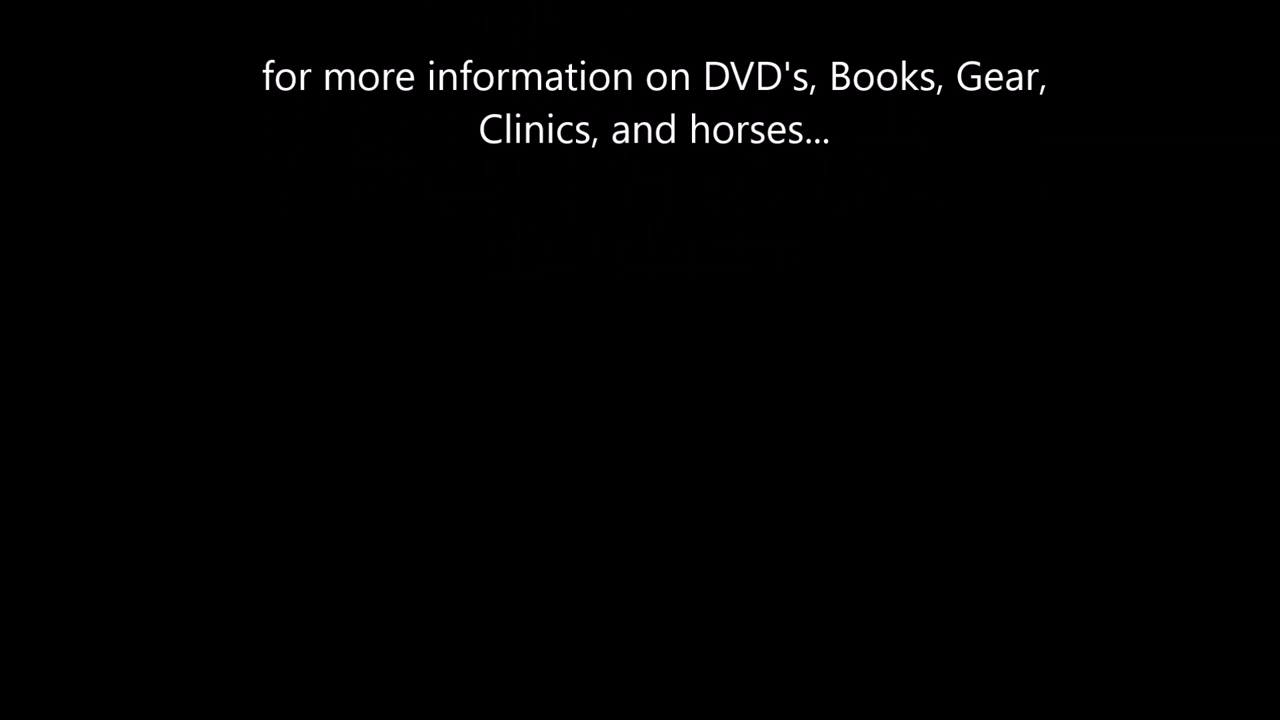 for more information on DVD's, Books, Gear,
Clinics, and horses...